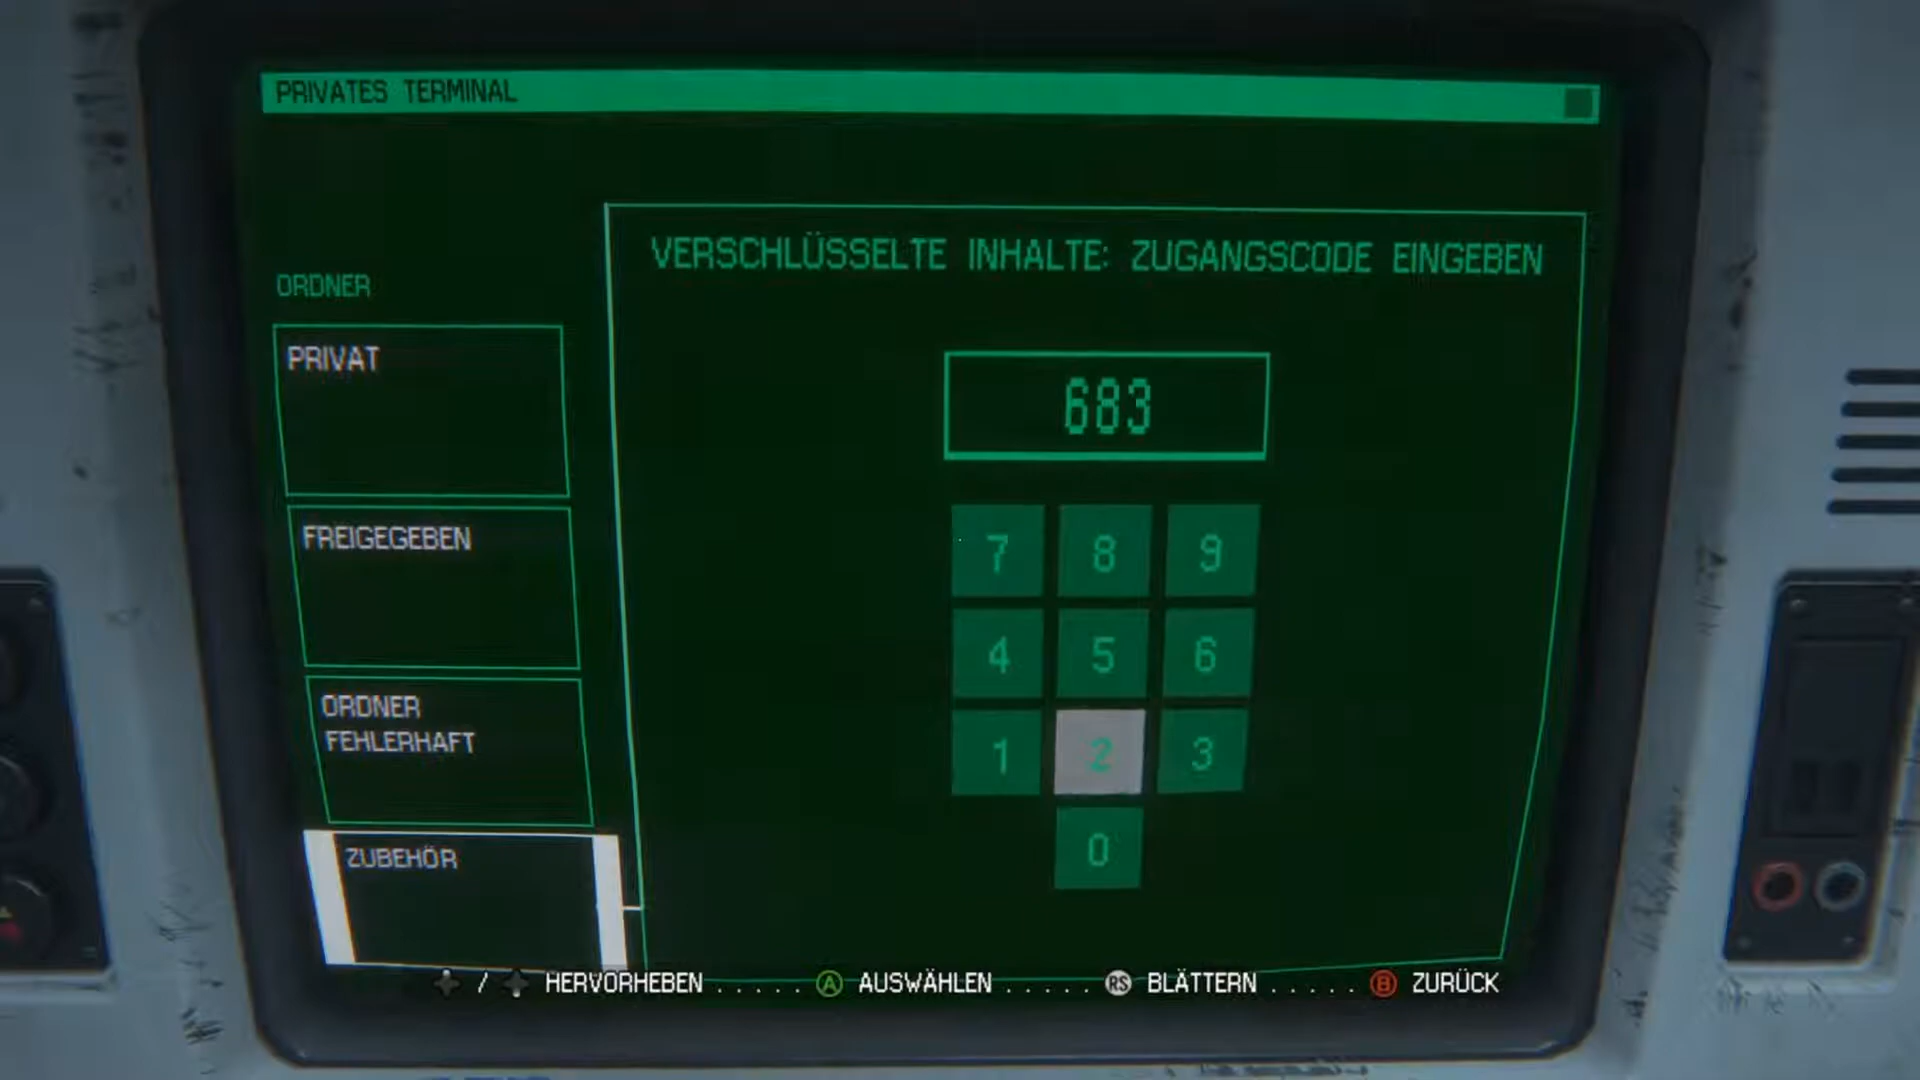 PRIVATES TERMINAL
VERSCHLÜSSELTE INHALTE: ZUGANGSCODE EINGEBEN
ORDNER
PRIVAT
FREIGEGEBEN
ORDNER
FEHLERHAFT
ZUBEHÖR
683
7 8 9
4 5 6
1 2 3
0
/ HERVORHEBEN ..... A AUSWÄHLEN ..... RS BLÄTTERN ..... B ZURÜCK